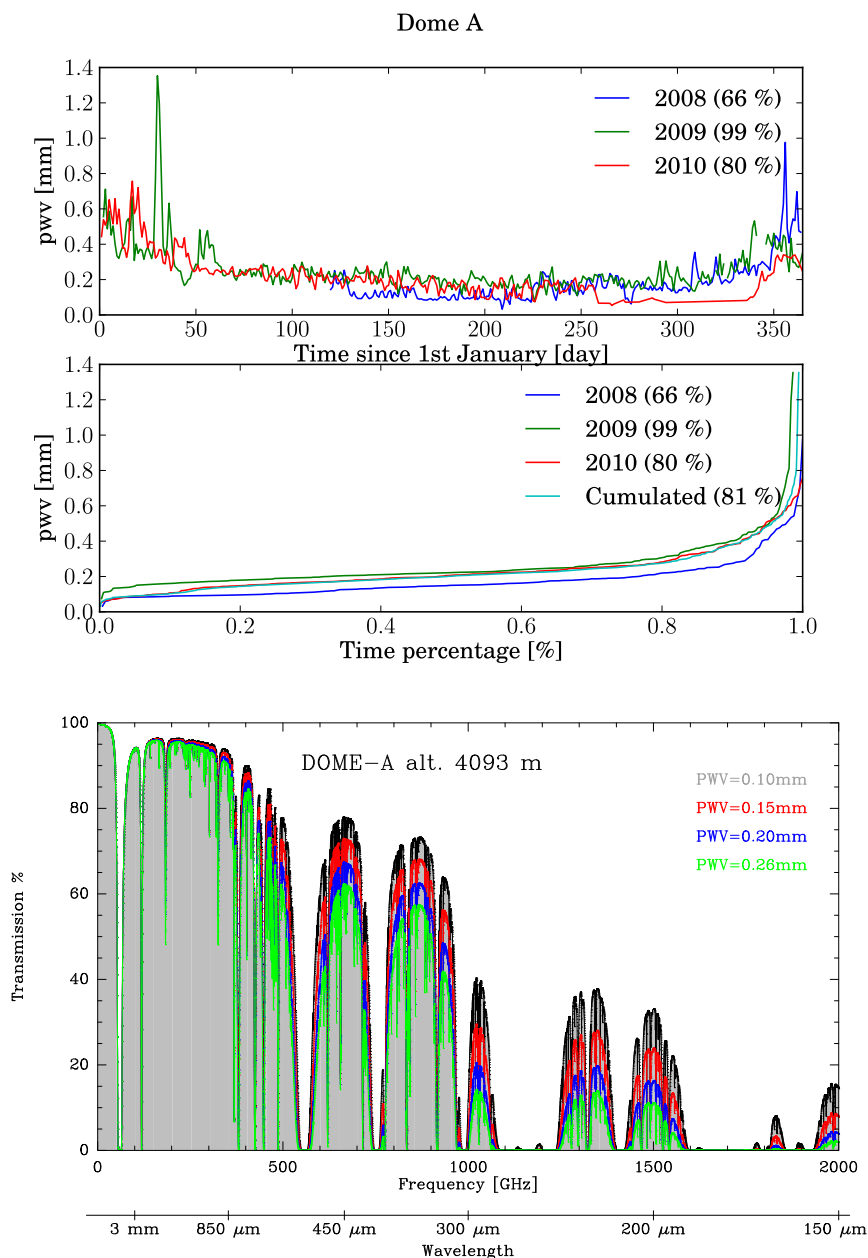 Dome A
1.4
1.2
1.0
0.8
0.6
0.4
0.2
0.0
pwv [mm]
2008 (66 %)
2009 (99 %)
2010 (80 %)
0 50 100 150 200 250 300 350
Time since 1st January [day]
1.4
1.2
1.0
0.8
0.6
0.4
0.2
0.0
pwv [mm]
2008 (66 %)
2009 (99 %)
2010 (80 %)
Cumulated (81 %)
0.0 0.2 0.4 0.6 0.8 1.0
Time percentage [%]
100
80
60
40
20
0
Transmission %
DOME-A alt. 4093 m
PWV=0.10mm
PWV=0.15mm
PWV=0.20mm
PWV=0.26mm
0 500 1000 1500 2000
Frequency [GHz]
3 mm 850 μm 450 μm 300 μm 200 μm 150 μm
Wavelength